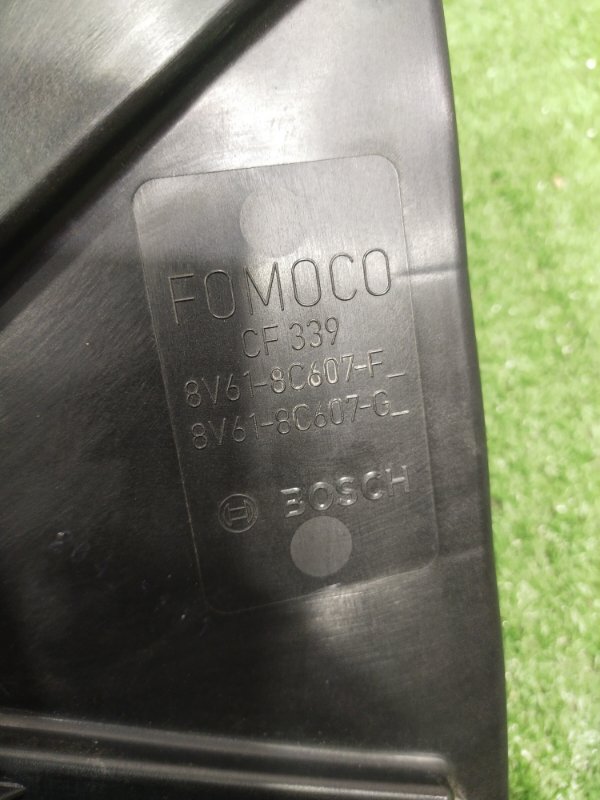 FOMOCO
CF 339
8V61-8C607-F_
8V61-8C607-G_
BOSCH